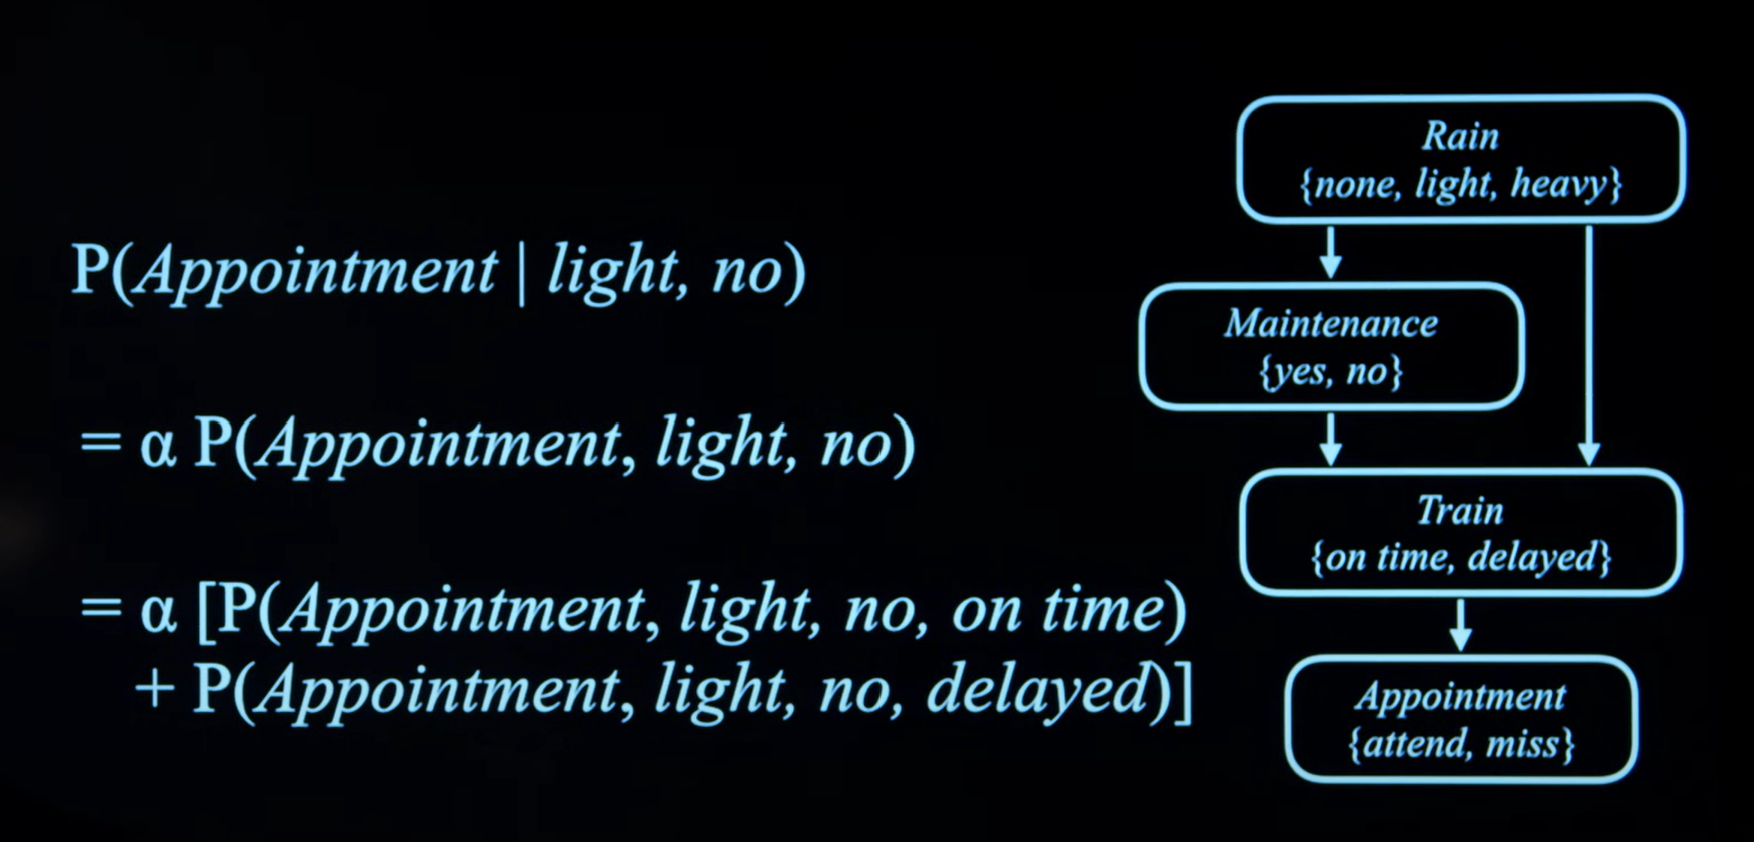 P(Appointment | light, no)
= α P(Appointment, light, no)
= α [P(Appointment, light, no, on time)
+ P(Appointment, light, no, delayed)]
Rain
{none, light, heavy}
Maintenance
{yes, no}
Train
{on time, delayed}
Appointment
{attend, miss}